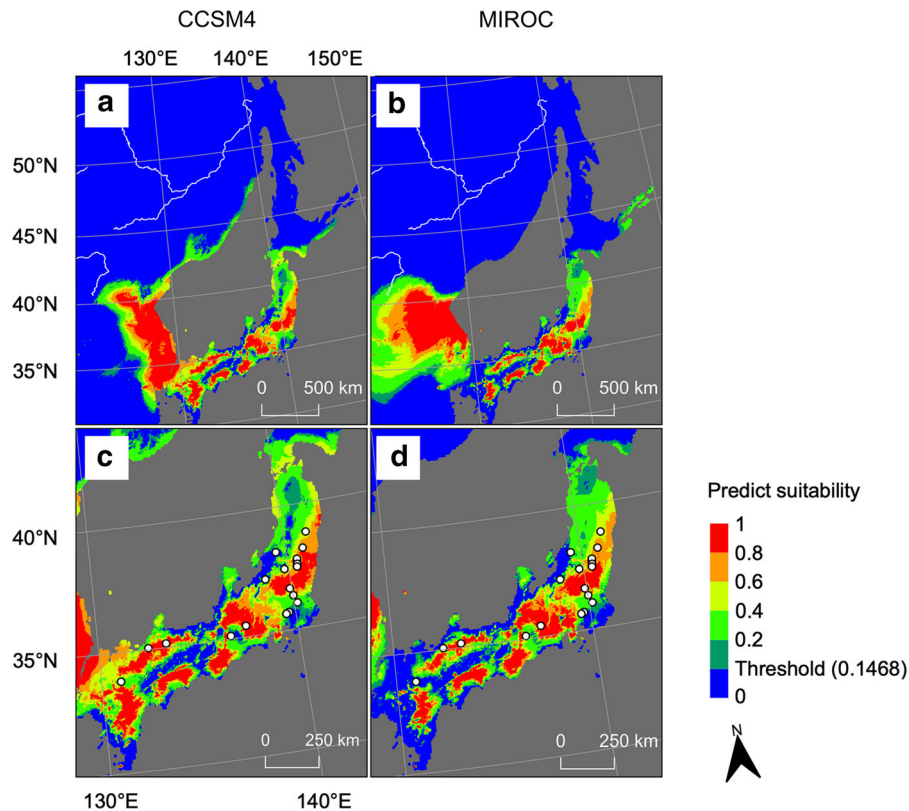 CCSM4 MIROC
130°E 140°E 150°E
a b
50°N
45°N
40°N
35°N
0 500 km 0 500 km
c d
Predict suitability
1
0.8
0.6
0.4
0.2
Threshold (0.1468)
0
40°N
35°N
0 250 km 0 250 km
N
130°E 140°E